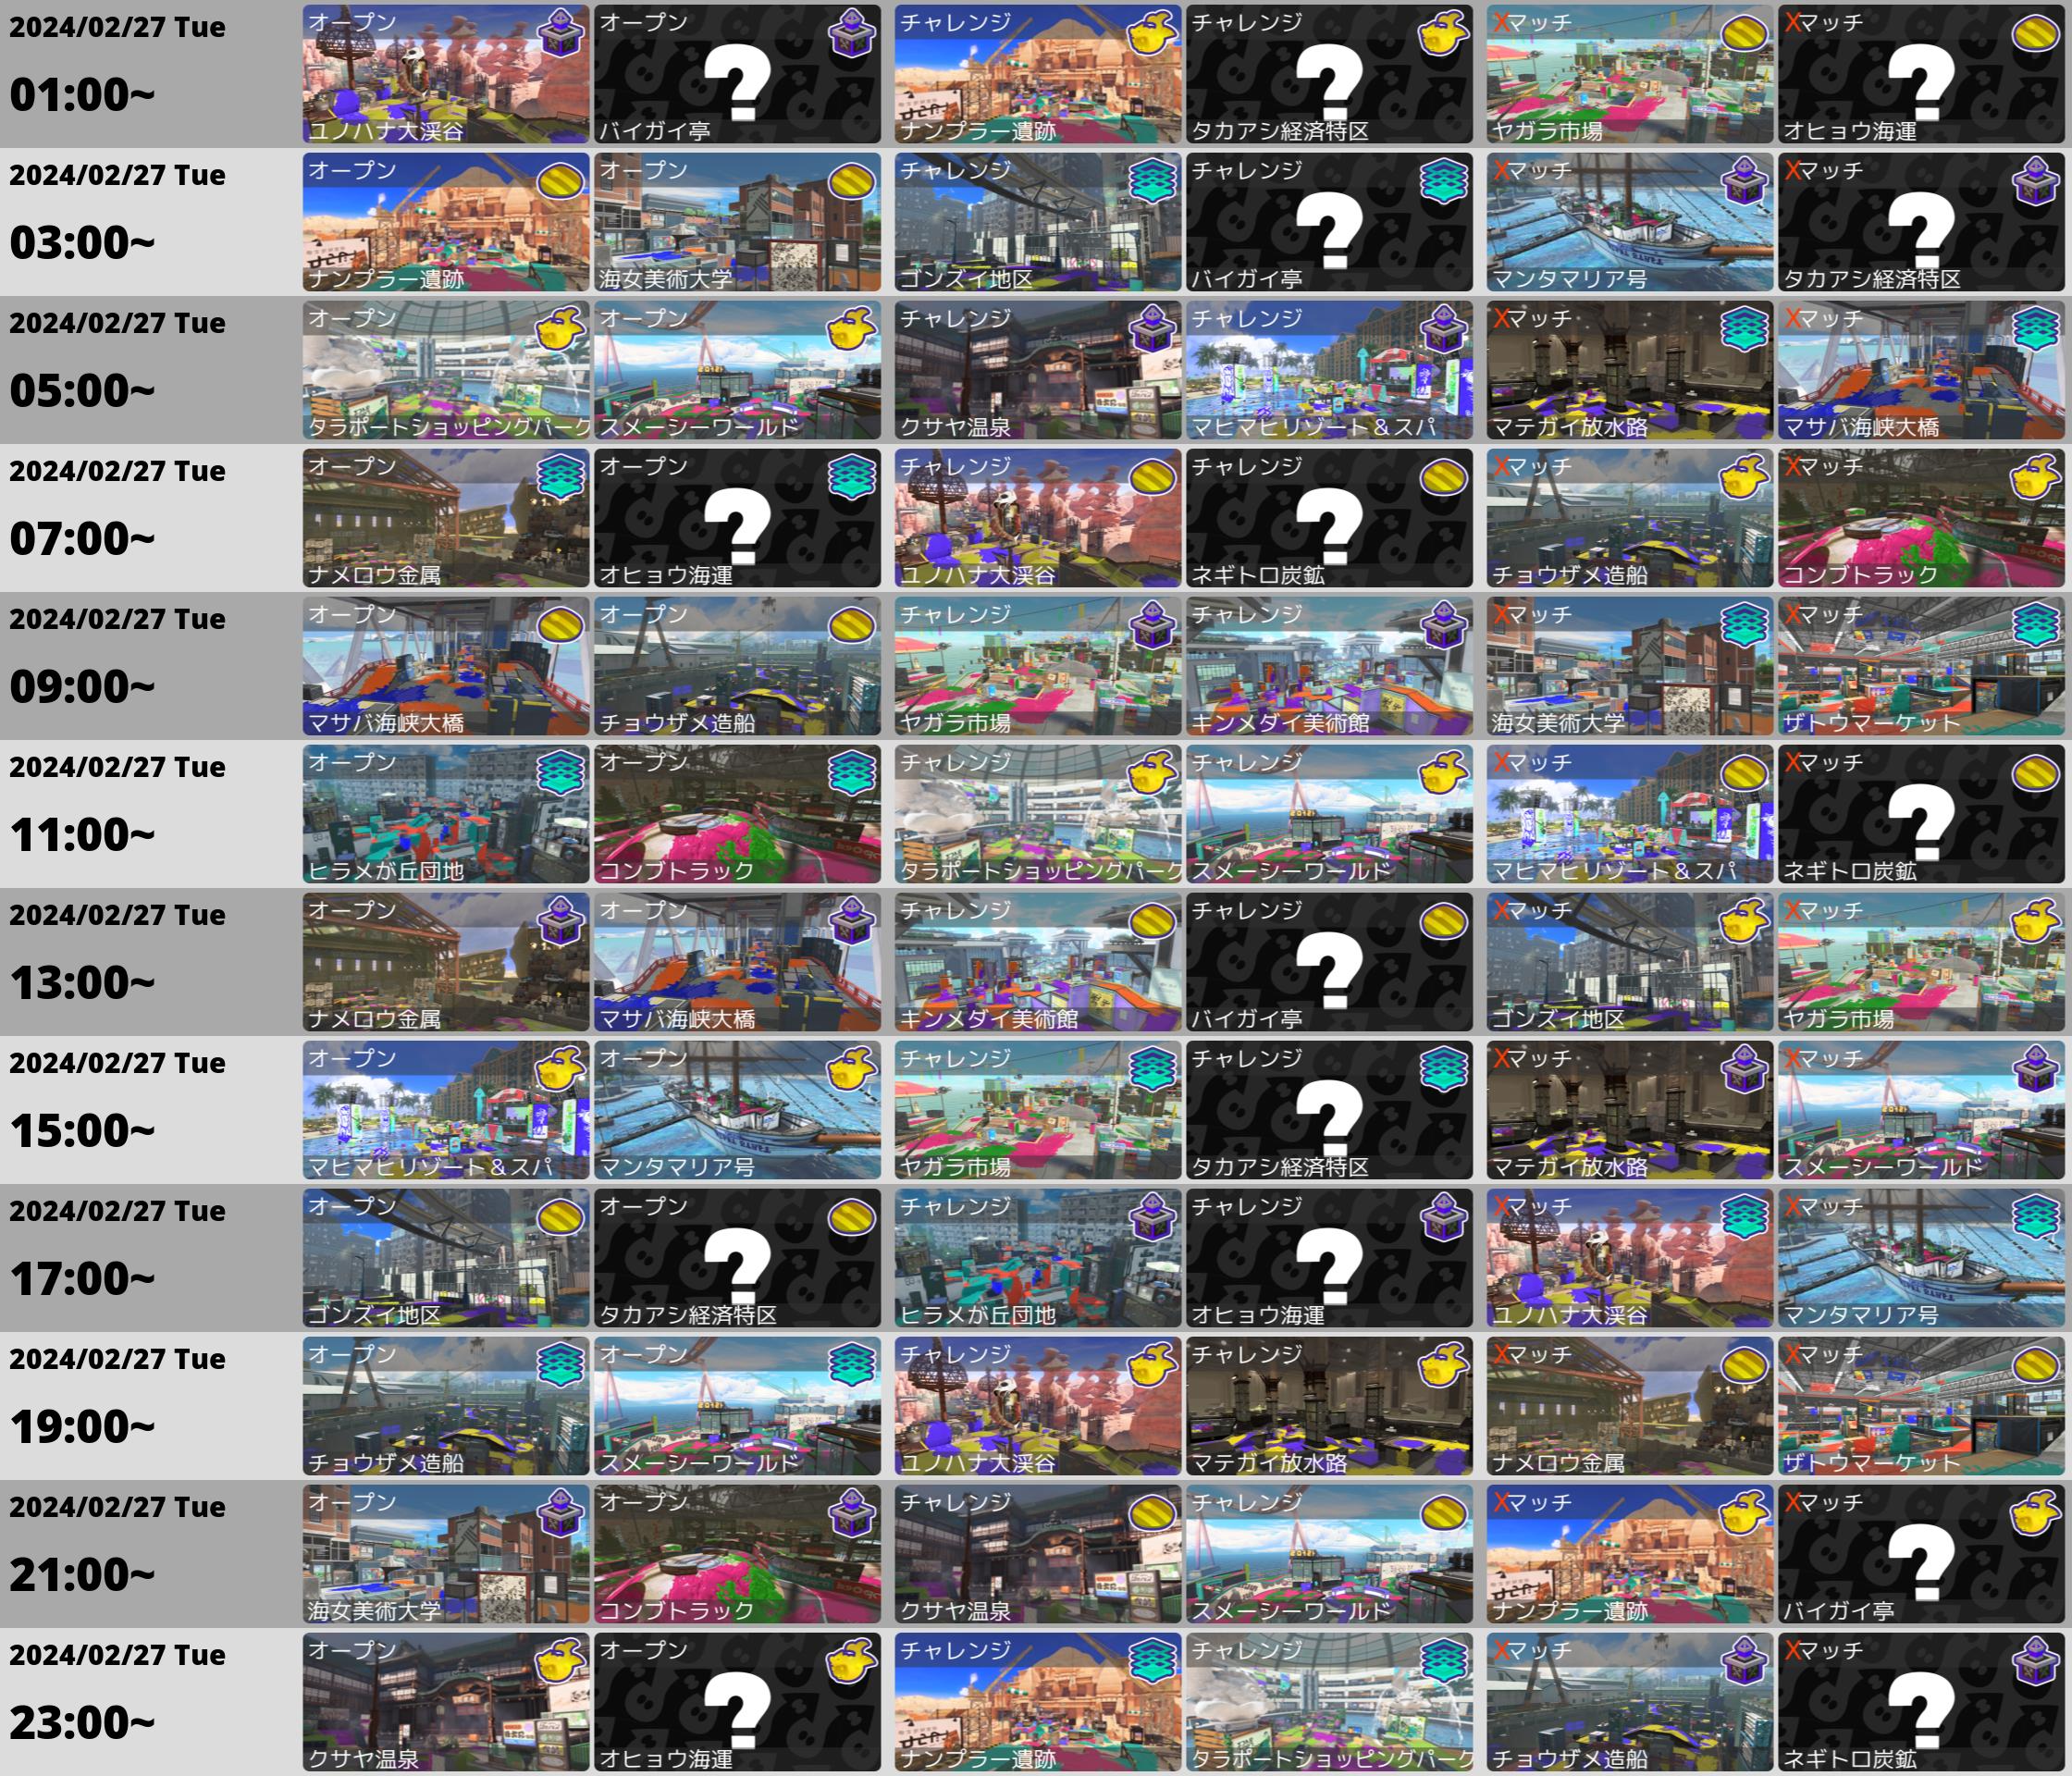 2024/02/27 Tue
01:00~
オープン
ユノハナ大渓谷
オープン
バイガイ亭
チャレンジ
ナンプラー遺跡
チャレンジ
タカアシ経済特区
Xマッチ
ヤガラ市場
Xマッチ
オヒョウ海運
2024/02/27 Tue
03:00~
オープン
ナンプラー遺跡
オープン
海女美術大学
チャレンジ
ゴンズイ地区
チャレンジ
バイガイ亭
Xマッチ
マンタマリア号
Xマッチ
タカアシ経済特区
2024/02/27 Tue
05:00~
オープン
タラポートショッピングパーク
オープン
スメーシーワールド
チャレンジ
クサヤ温泉
チャレンジ
マヒマヒリゾート＆スパ
Xマッチ
マテガイ放水路
Xマッチ
マサバ海峡大橋
2024/02/27 Tue
07:00~
オープン
ナメロウ金属
オープン
オヒョウ海運
チャレンジ
ユノハナ大渓谷
チャレンジ
ネギトロ炭鉱
Xマッチ
チョウザメ造船
Xマッチ
コンブトラック
2024/02/27 Tue
09:00~
オープン
マサバ海峡大橋
オープン
チョウザメ造船
チャレンジ
ヤガラ市場
チャレンジ
キンメダイ美術館
Xマッチ
海女美術大学
Xマッチ
ザトウマーケット
2024/02/27 Tue
11:00~
オープン
ヒラメが丘団地
オープン
コンブトラック
チャレンジ
タラポートショッピングパーク
チャレンジ
スメーシーワールド
Xマッチ
マヒマヒリゾート＆スパ
Xマッチ
ネギトロ炭鉱
2024/02/27 Tue
13:00~
オープン
ナメロウ金属
オープン
マサバ海峡大橋
チャレンジ
キンメダイ美術館
チャレンジ
バイガイ亭
Xマッチ
ゴンズイ地区
Xマッチ
ヤガラ市場
2024/02/27 Tue
15:00~
オープン
マヒマヒリゾート＆スパ
オープン
マンタマリア号
チャレンジ
ヤガラ市場
チャレンジ
タカアシ経済特区
Xマッチ
マテガイ放水路
Xマッチ
スメーシーワールド
2024/02/27 Tue
17:00~
オープン
ゴンズイ地区
オープン
タカアシ経済特区
チャレンジ
ヒラメが丘団地
チャレンジ
オヒョウ海運
Xマッチ
ユノハナ大渓谷
Xマッチ
マンタマリア号
2024/02/27 Tue
19:00~
オープン
チョウザメ造船
オープン
スメーシーワールド
チャレンジ
ユノハナ大渓谷
チャレンジ
マテガイ放水路
Xマッチ
ナメロウ金属
Xマッチ
ザトウマーケット
2024/02/27 Tue
21:00~
オープン
海女美術大学
オープン
コンブトラック
チャレンジ
クサヤ温泉
チャレンジ
スメーシーワールド
Xマッチ
ナンプラー遺跡
Xマッチ
バイガイ亭
2024/02/27 Tue
23:00~
オープン
クサヤ温泉
オープン
オヒョウ海運
チャレンジ
ナンプラー遺跡
チャレンジ
タラポートショッピングパーク
Xマッチ
チョウザメ造船
Xマッチ
ネギトロ炭鉱